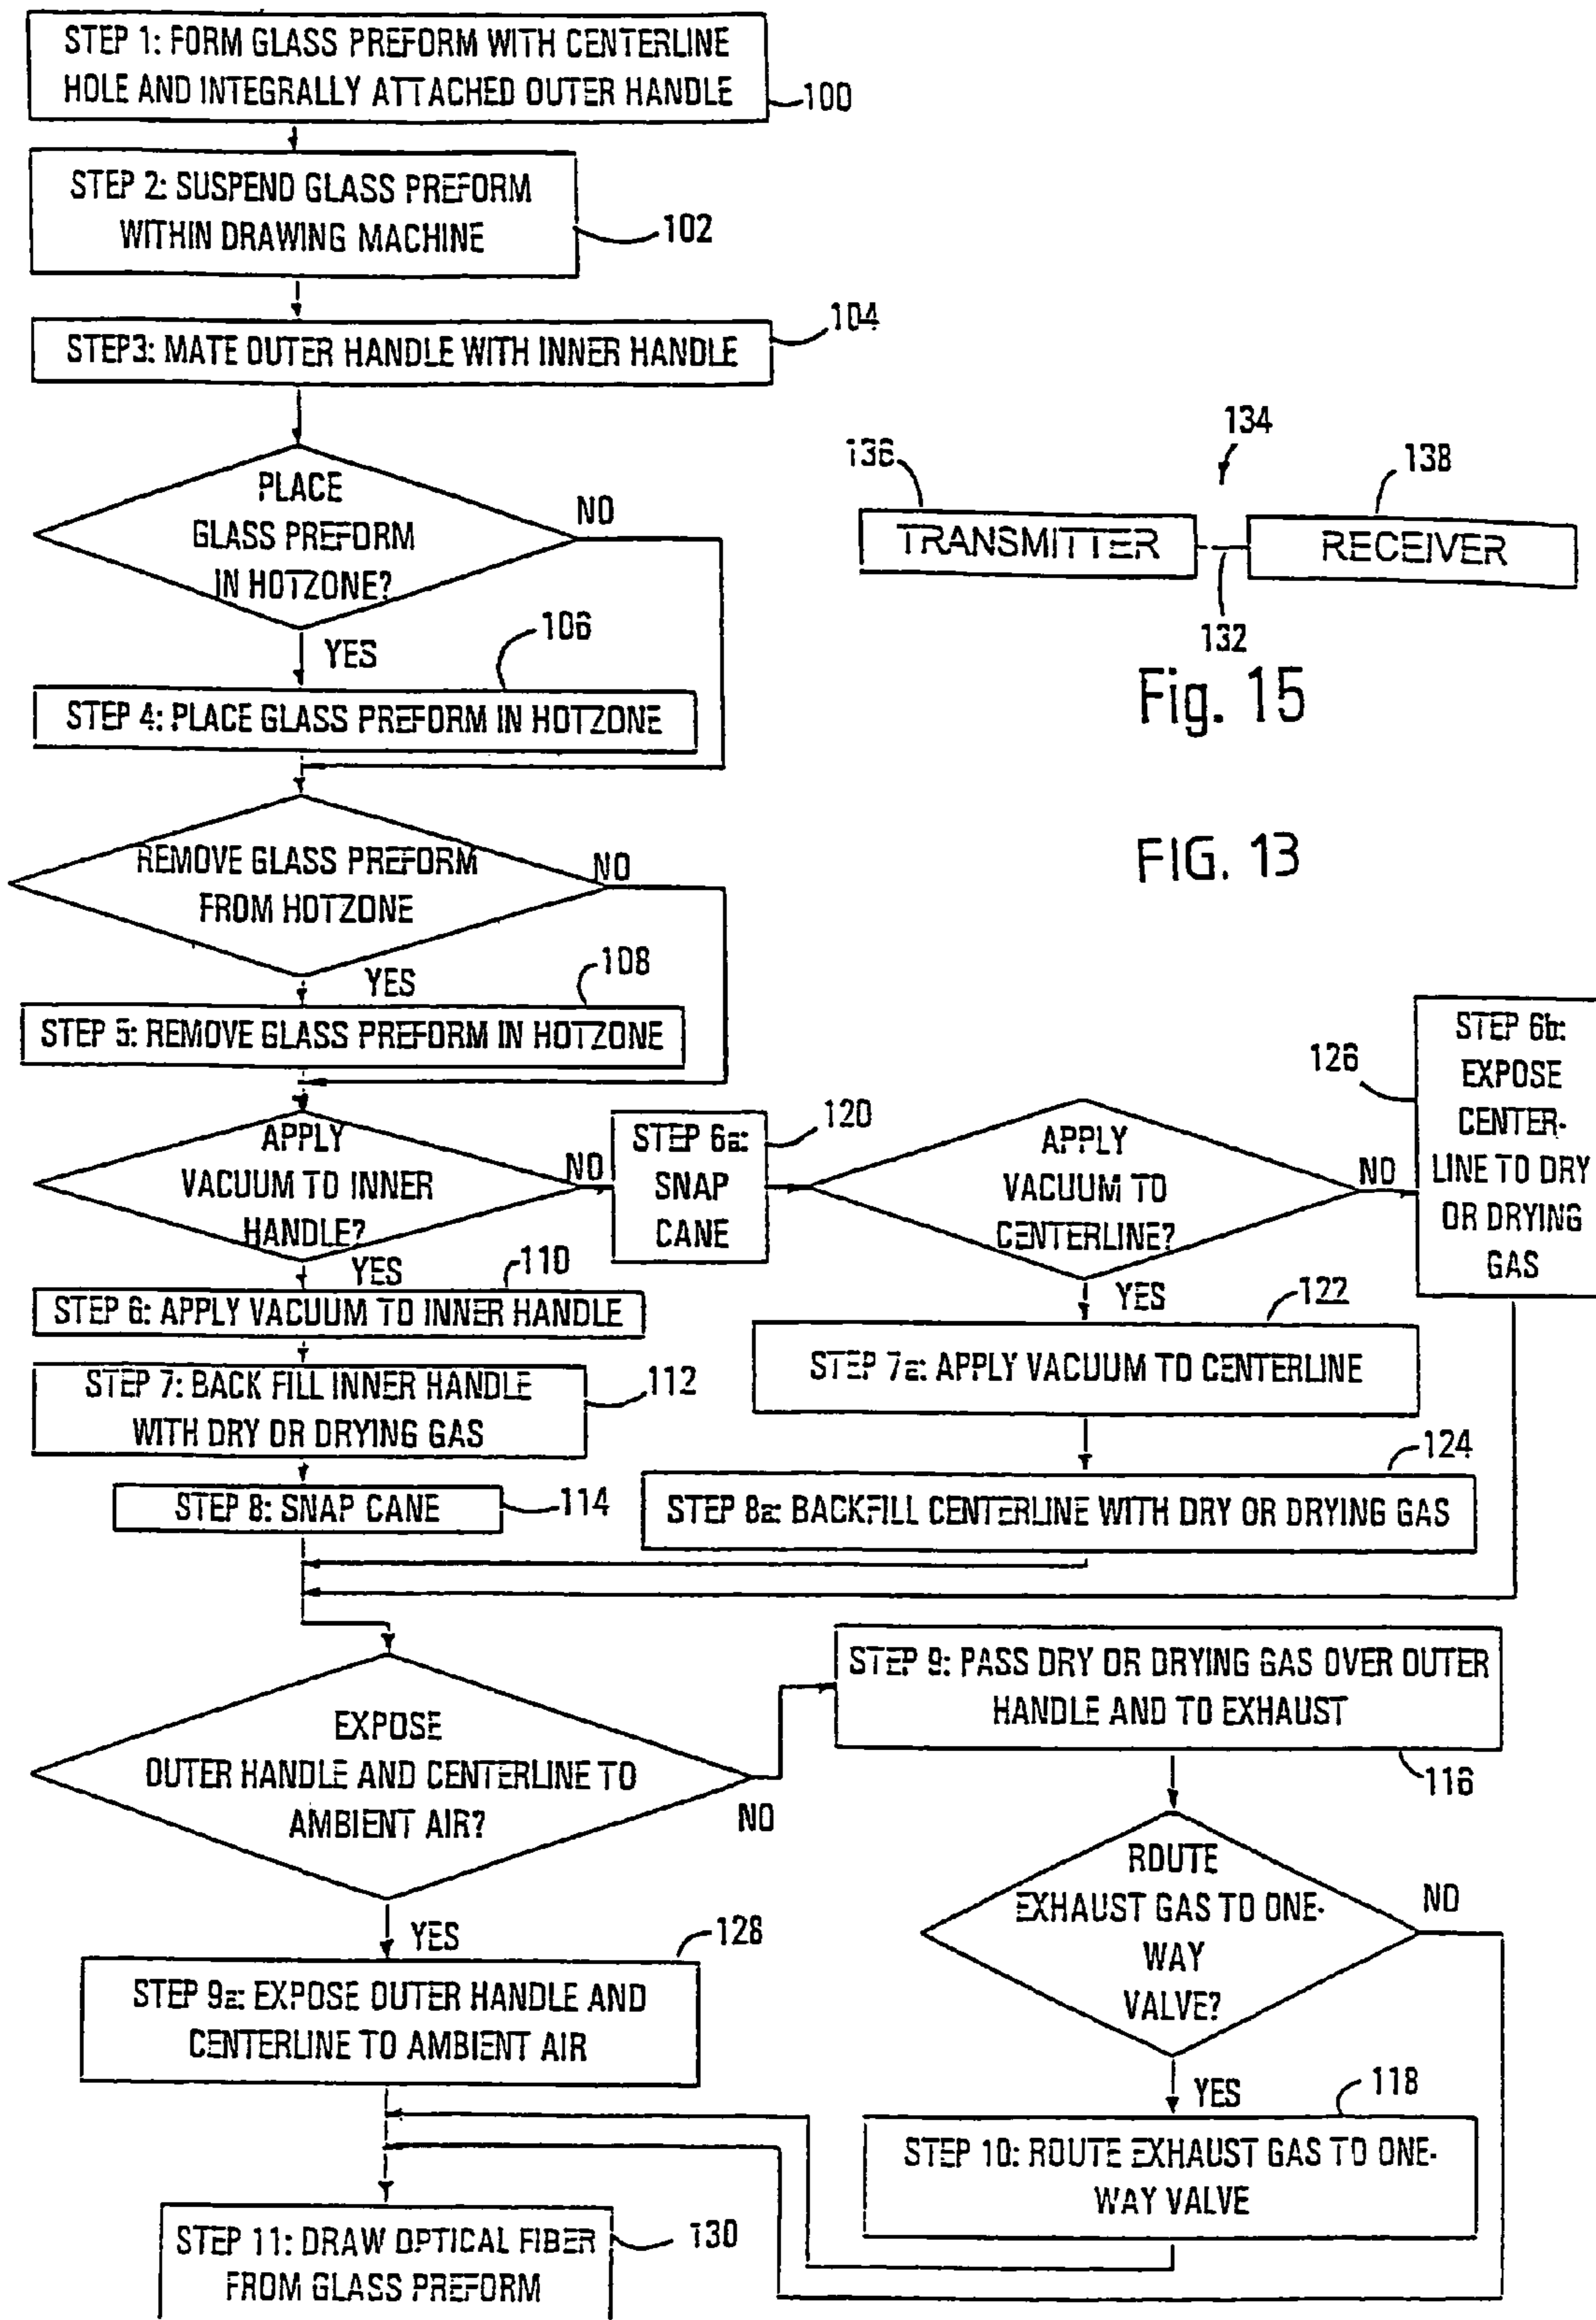 STEP 1: FORM GLASS PREFORM WITH CENTERLINE
HOLE AND INTEGRALLY ATTACHED OUTER HANDLE
100
STEP 2: SUSPEND GLASS PREFORM
WITHIN DRAWING MACHINE
102
STEP3: MATE OUTER HANDLE WITH INNER HANDLE
104
PLACE
GLASS PREFORM
IN HOTZONE?
NO
YES
106
STEP 4: PLACE GLASS PREFORM IN HOTZONE
134
136
138
TRANSMITTER
RECEIVER
132
Fig. 15
FIG. 13
REMOVE GLASS PREFORM
FROM HOTZONE
NO
YES
108
STEP 5: REMOVE GLASS PREFORM IN HOTZONE
APPLY
VACUUM TO INNER
HANDLE?
NO
YES
STEP 6a:
SNAP
CANE
120
APPLY
VACUUM TO
CENTERLINE?
NO
YES
126
STEP 6b:
EXPOSE
CENTER-
LINE TO DRY
OR DRYING
GAS
110
STEP 6: APPLY VACUUM TO INNER HANDLE
122
STEP 7a: APPLY VACUUM TO CENTERLINE
STEP 7: BACK FILL INNER HANDLE
WITH DRY OR DRYING GAS
112
124
STEP 8a: BACKFILL CENTERLINE WITH DRY OR DRYING GAS
STEP 8: SNAP CANE
114
EXPOSE
OUTER HANDLE AND CENTERLINE TO
AMBIENT AIR?
NO
YES
STEP 9: PASS DRY OR DRYING GAS OVER OUTER
HANDLE AND TO EXHAUST
116
ROUTE
EXHAUST GAS TO ONE-
WAY
VALVE?
NO
YES
128
STEP 9a: EXPOSE OUTER HANDLE AND
CENTERLINE TO AMBIENT AIR
118
STEP 10: ROUTE EXHAUST GAS TO ONE-
WAY VALVE
STEP 11: DRAW OPTICAL FIBER
FROM GLASS PREFORM
130